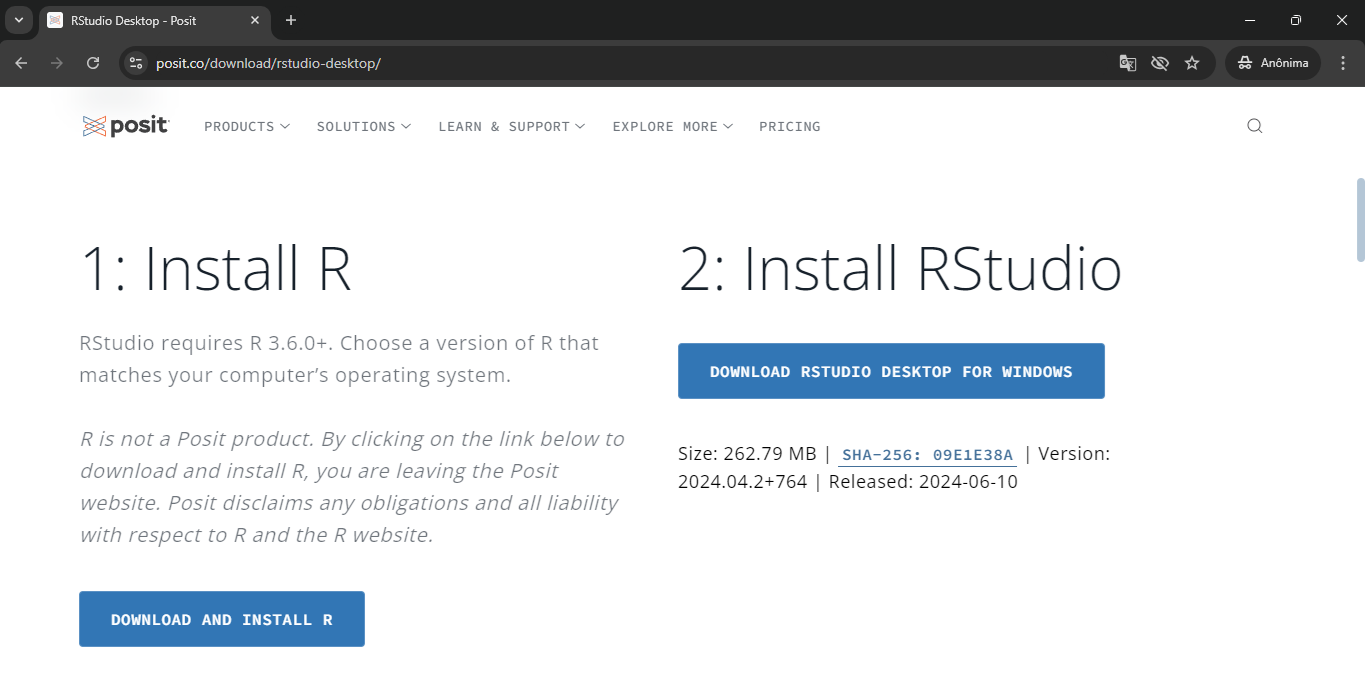 RStudio Desktop - Posit
posit.co/download/rstudio-desktop/
Anônima
posit
PRODUCTS
SOLUTIONS
LEARN & SUPPORT
EXPLORE MORE
PRICING
1: Install R
RStudio requires R 3.6.0+. Choose a version of R that
matches your computer’s operating system.
R is not a Posit product. By clicking on the link below to
download and install R, you are leaving the Posit
website. Posit disclaims any obligations and all liability
with respect to R and the R website.
DOWNLOAD AND INSTALL R
2: Install RStudio
DOWNLOAD RSTUDIO DESKTOP FOR WINDOWS
Size: 262.79 MB | SHA-256: 09E1E38A | Version:
2024.04.2+764 | Released: 2024-06-10